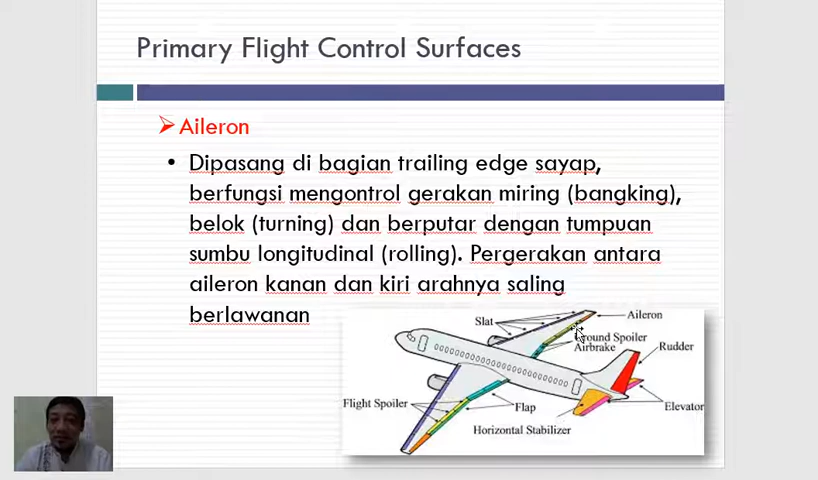 Primary Flight Control Surfaces
Aileron
Dipasang di bagian trailing edge sayap,
berfungsi mengontrol gerakan miring (bangking),
belok (turning) dan berputar dengan tumpuan
sumbu longitudinal (rolling). Pergerakan antara
aileron kanan dan kiri arahnya saling
berlawanan
Slat
Aileron
Ground Spoiler
Airbrake
Rudder
Flight Spoiler
Flap
Elevator
Horizontal Stabilizer